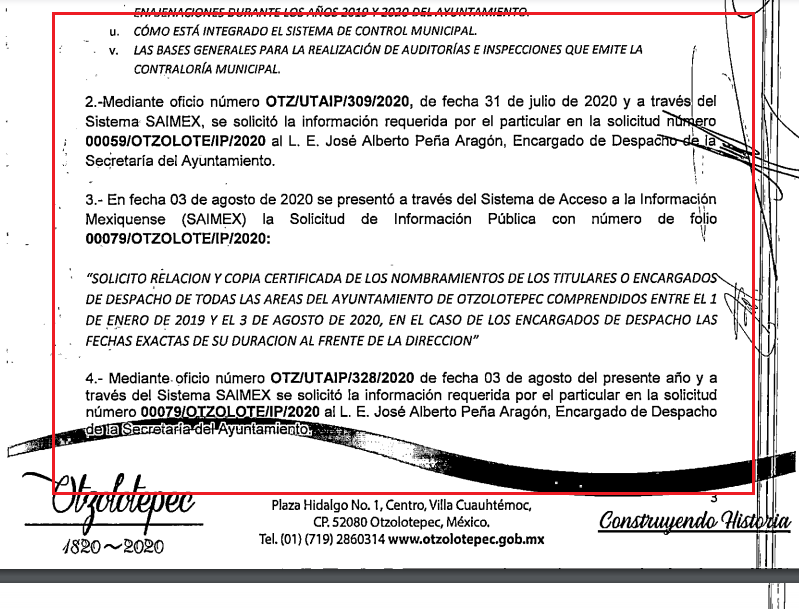 ENAJENACIONES DURANTE LOS AÑOS 2019 Y 2020 DEL AYUNTAMIENTO.
u. CÓMO ESTÁ INTEGRADO EL SISTEMA DE CONTROL MUNICIPAL.
v. LAS BASES GENERALES PARA LA REALIZACIÓN DE AUDITORÍAS E INSPECCIONES QUE EMITE LA
CONTRALORÍA MUNICIPAL.
2.-Mediante oficio número OTZ/UTAIP/309/2020, de fecha 31 de julio de 2020 y a través del
Sistema SAIMEX, se solicitó la información requerida por el particular en la solicitud número
00059/OTZOLOTE/IP/2020 al L. E. José Alberto Peña Aragón, Encargado de Despacho de la
Secretaría del Ayuntamiento.
3.- En fecha 03 de agosto de 2020 se presentó a través del Sistema de Acceso a la Información
Mexiquense (SAIMEX) la Solicitud de Información Pública con número de folio
00079/OTZOLOTE/IP/2020:
"SOLICITO RELACION Y COPIA CERTIFICADA DE LOS NOMBRAMIENTOS DE LOS TITULARES O ENCARGADOS
DE DESPACHO DE TODAS LAS AREAS DEL AYUNTAMIENTO DE OTZOLOTEPEC COMPRENDIDOS ENTRE EL 1
DE ENERO DE 2019 Y EL 3 DE AGOSTO DE 2020, EN EL CASO DE LOS ENCARGADOS DE DESPACHO LAS
FECHAS EXACTAS DE SU DURACION AL FRENTE DE LA DIRECCION"
4.- Mediante oficio número OTZ/UTAIP/328/2020 de fecha 03 de agosto del presente año y a
través del Sistema SAIMEX se solicitó la información requerida por el particular en la solicitud
número 00079/OTZOLOTE/IP/2020 al L. E. José Alberto Peña Aragón, Encargado de Despacho
de la Secretaría del Ayuntamiento.
3
Otzolotepec
1820~2020
Plaza Hidalgo No. 1, Centro, Villa Cuauhtémoc,
CP. 52080 Otzolotepec, México.
Tel. (01) (719) 2860314 www.otzolotepec.gob.mx
Construyendo Historia